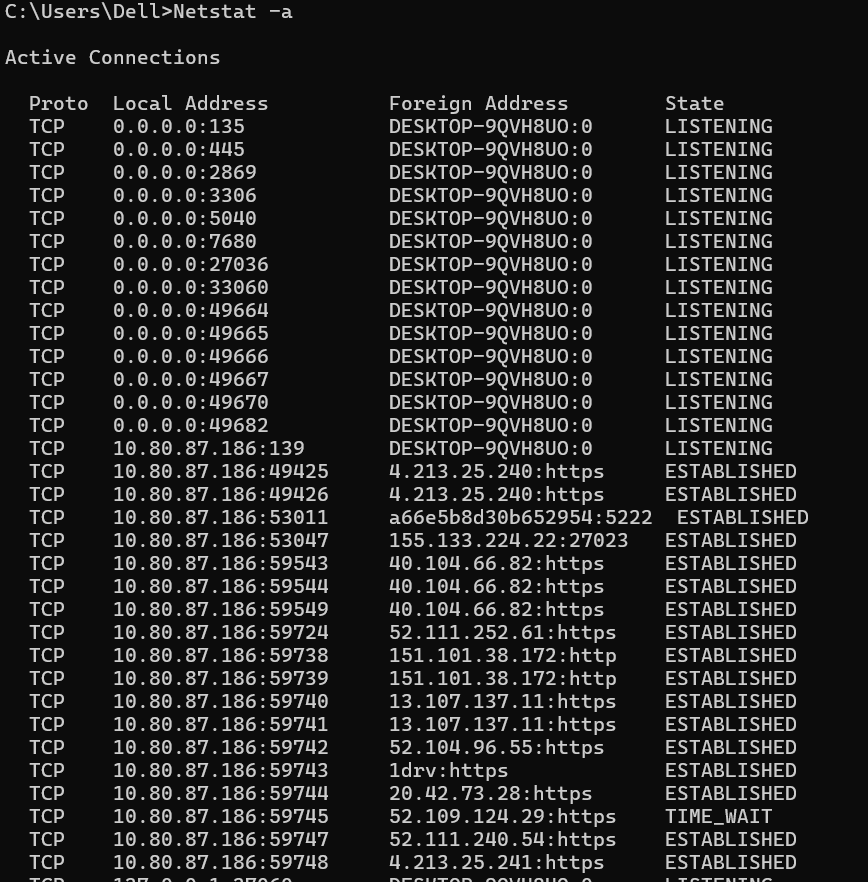 C:\Users\Dell>Netstat -a
Active Connections
Proto Local Address Foreign Address State
TCP 0.0.0.0:135 DESKTOP-9QVH8UO:0 LISTENING
TCP 0.0.0.0:445 DESKTOP-9QVH8UO:0 LISTENING
TCP 0.0.0.0:2869 DESKTOP-9QVH8UO:0 LISTENING
TCP 0.0.0.0:3306 DESKTOP-9QVH8UO:0 LISTENING
TCP 0.0.0.0:5040 DESKTOP-9QVH8UO:0 LISTENING
TCP 0.0.0.0:7680 DESKTOP-9QVH8UO:0 LISTENING
TCP 0.0.0.0:27036 DESKTOP-9QVH8UO:0 LISTENING
TCP 0.0.0.0:33060 DESKTOP-9QVH8UO:0 LISTENING
TCP 0.0.0.0:49664 DESKTOP-9QVH8UO:0 LISTENING
TCP 0.0.0.0:49665 DESKTOP-9QVH8UO:0 LISTENING
TCP 0.0.0.0:49666 DESKTOP-9QVH8UO:0 LISTENING
TCP 0.0.0.0:49667 DESKTOP-9QVH8UO:0 LISTENING
TCP 0.0.0.0:49670 DESKTOP-9QVH8UO:0 LISTENING
TCP 0.0.0.0:49682 DESKTOP-9QVH8UO:0 LISTENING
TCP 10.80.87.186:139 DESKTOP-9QVH8UO:0 LISTENING
TCP 10.80.87.186:49425 4.213.25.240:https ESTABLISHED
TCP 10.80.87.186:49426 4.213.25.240:https ESTABLISHED
TCP 10.80.87.186:53011 a66e5b8d30b652954:5222 ESTABLISHED
TCP 10.80.87.186:53047 155.133.224.22:27023 ESTABLISHED
TCP 10.80.87.186:59543 40.104.66.82:https ESTABLISHED
TCP 10.80.87.186:59544 40.104.66.82:https ESTABLISHED
TCP 10.80.87.186:59549 40.104.66.82:https ESTABLISHED
TCP 10.80.87.186:59724 52.111.252.61:https ESTABLISHED
TCP 10.80.87.186:59738 151.101.38.172:http ESTABLISHED
TCP 10.80.87.186:59739 151.101.38.172:http ESTABLISHED
TCP 10.80.87.186:59740 13.107.137.11:https ESTABLISHED
TCP 10.80.87.186:59741 13.107.137.11:https ESTABLISHED
TCP 10.80.87.186:59742 52.104.96.55:https ESTABLISHED
TCP 10.80.87.186:59743 1drv:https ESTABLISHED
TCP 10.80.87.186:59744 20.42.73.28:https ESTABLISHED
TCP 10.80.87.186:59745 52.109.124.29:https TIME_WAIT
TCP 10.80.87.186:59747 52.111.240.54:https ESTABLISHED
TCP 10.80.87.186:59748 4.213.25.241:https ESTABLISHED